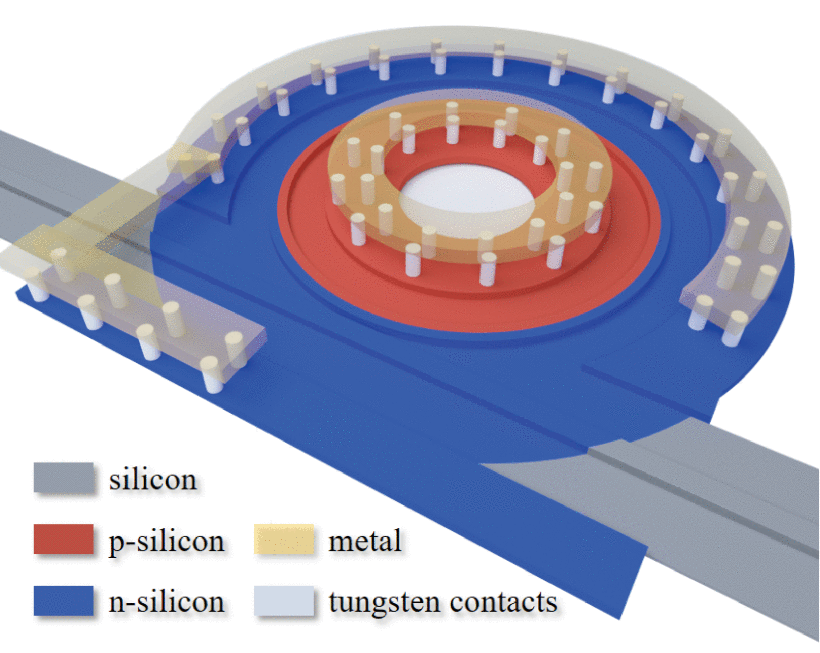 silicon
p-silicon
metal
n-silicon
tungsten contacts